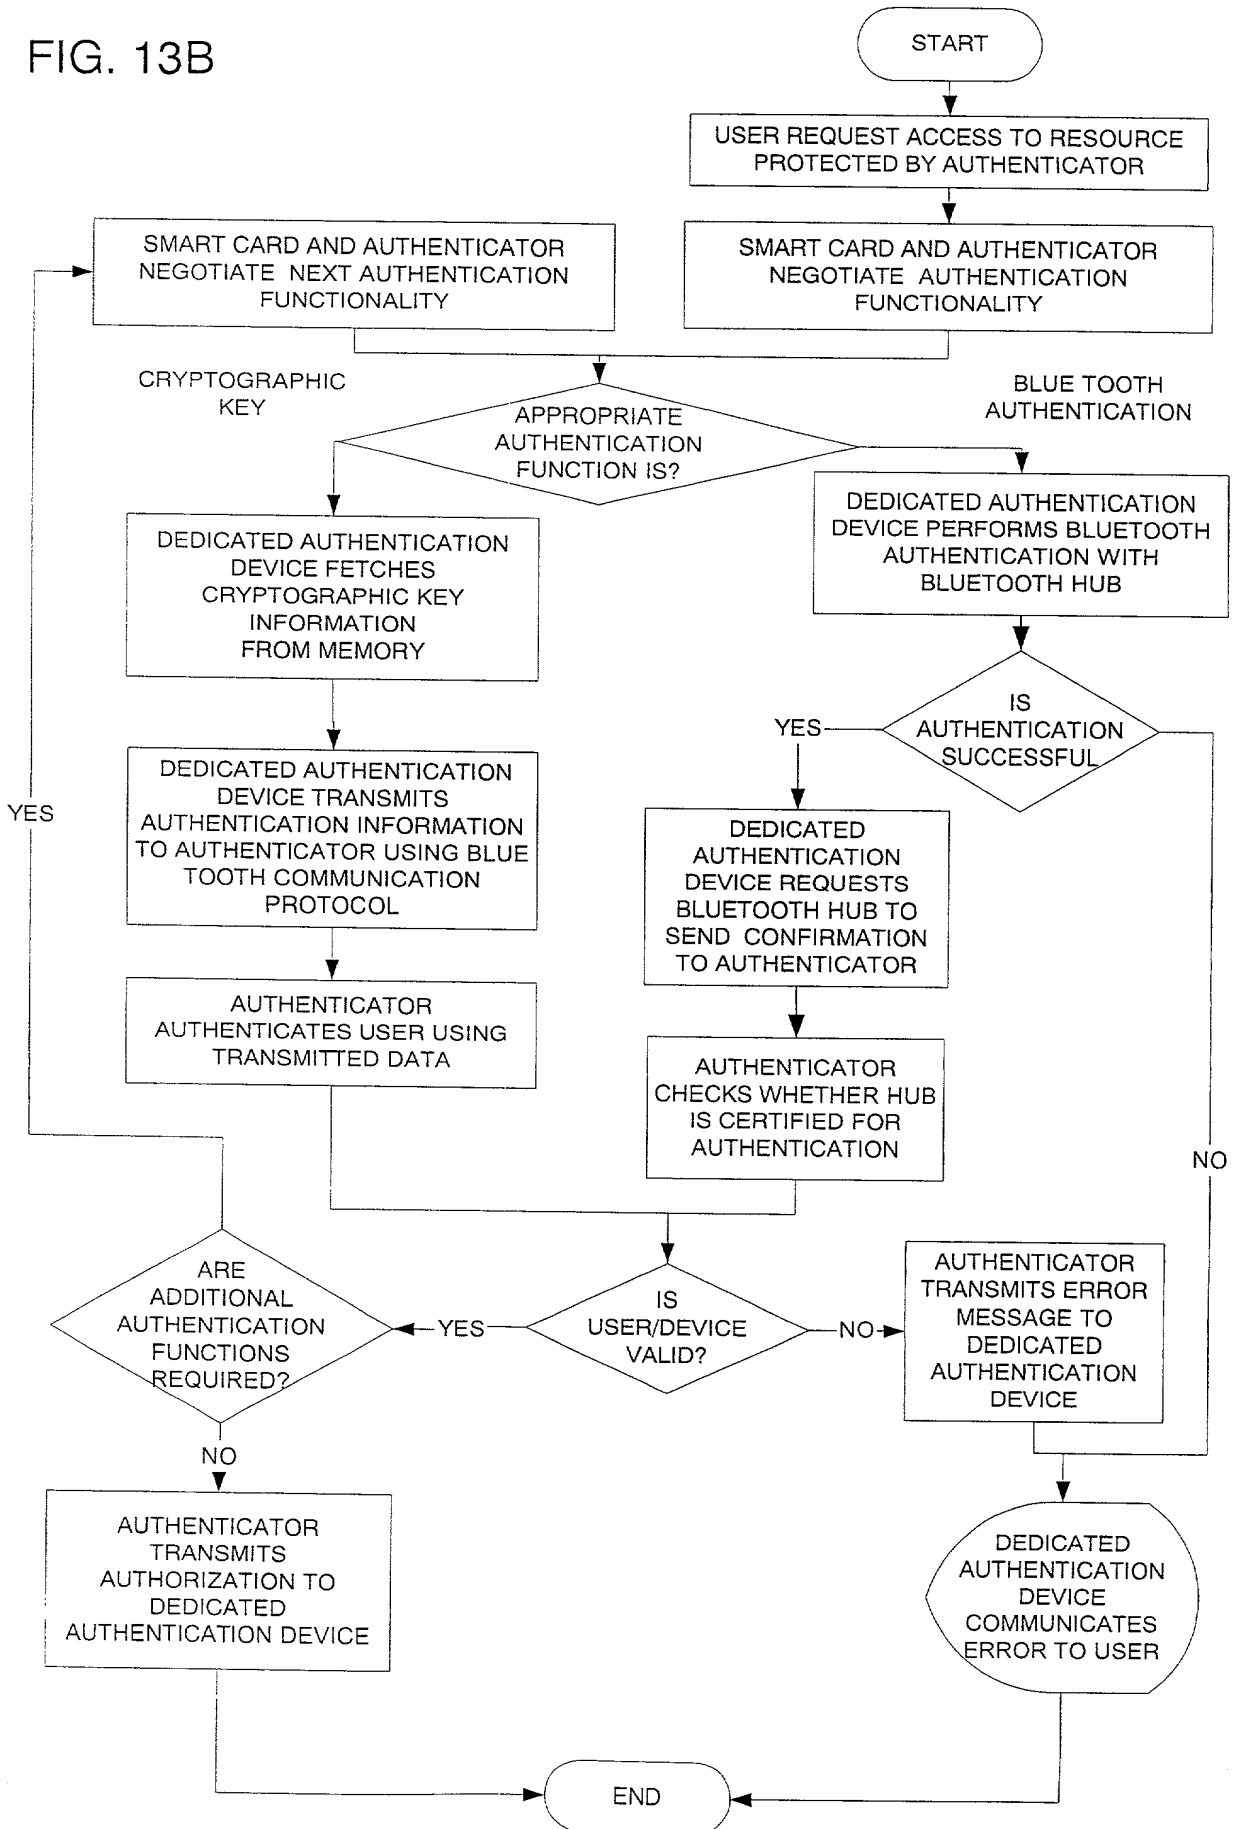 FIG. 13B
START
USER REQUEST ACCESS TO RESOURCE
PROTECTED BY AUTHENTICATOR
SMART CARD AND AUTHENTICATOR
NEGOTIATE NEXT AUTHENTICATION
FUNCTIONALITY
SMART CARD AND AUTHENTICATOR
NEGOTIATE AUTHENTICATION
FUNCTIONALITY
CRYPTOGRAPHIC
KEY
APPROPRIATE
AUTHENTICATION
FUNCTION IS?
BLUE TOOTH
AUTHENTICATION
DEDICATED AUTHENTICATION
DEVICE FETCHES
CRYPTOGRAPHIC KEY
INFORMATION
FROM MEMORY
DEDICATED AUTHENTICATION
DEVICE PERFORMS BLUETOOTH
AUTHENTICATION WITH
BLUETOOTH HUB
IS
AUTHENTICATION
SUCCESSFUL
YES
YES
DEDICATED AUTHENTICATION
DEVICE TRANSMITS
AUTHENTICATION INFORMATION
TO AUTHENTICATOR USING BLUE
TOOTH COMMUNICATION
PROTOCOL
DEDICATED
AUTHENTICATION
DEVICE REQUESTS
BLUETOOTH HUB TO
SEND CONFIRMATION
TO AUTHENTICATOR
AUTHENTICATOR
AUTHENTICATES USER USING
TRANSMITTED DATA
AUTHENTICATOR
CHECKS WHETHER HUB
IS CERTIFIED FOR
AUTHENTICATION
NO
ARE
ADDITIONAL
AUTHENTICATION
FUNCTIONS
REQUIRED?
YES
IS
USER/DEVICE
VALID?
NO
AUTHENTICATOR
TRANSMITS ERROR
MESSAGE TO
DEDICATED
AUTHENTICATION
DEVICE
NO
AUTHENTICATOR
TRANSMITS
AUTHORIZATION TO
DEDICATED
AUTHENTICATION DEVICE
DEDICATED
AUTHENTICATION
DEVICE
COMMUNICATES
ERROR TO USER
END